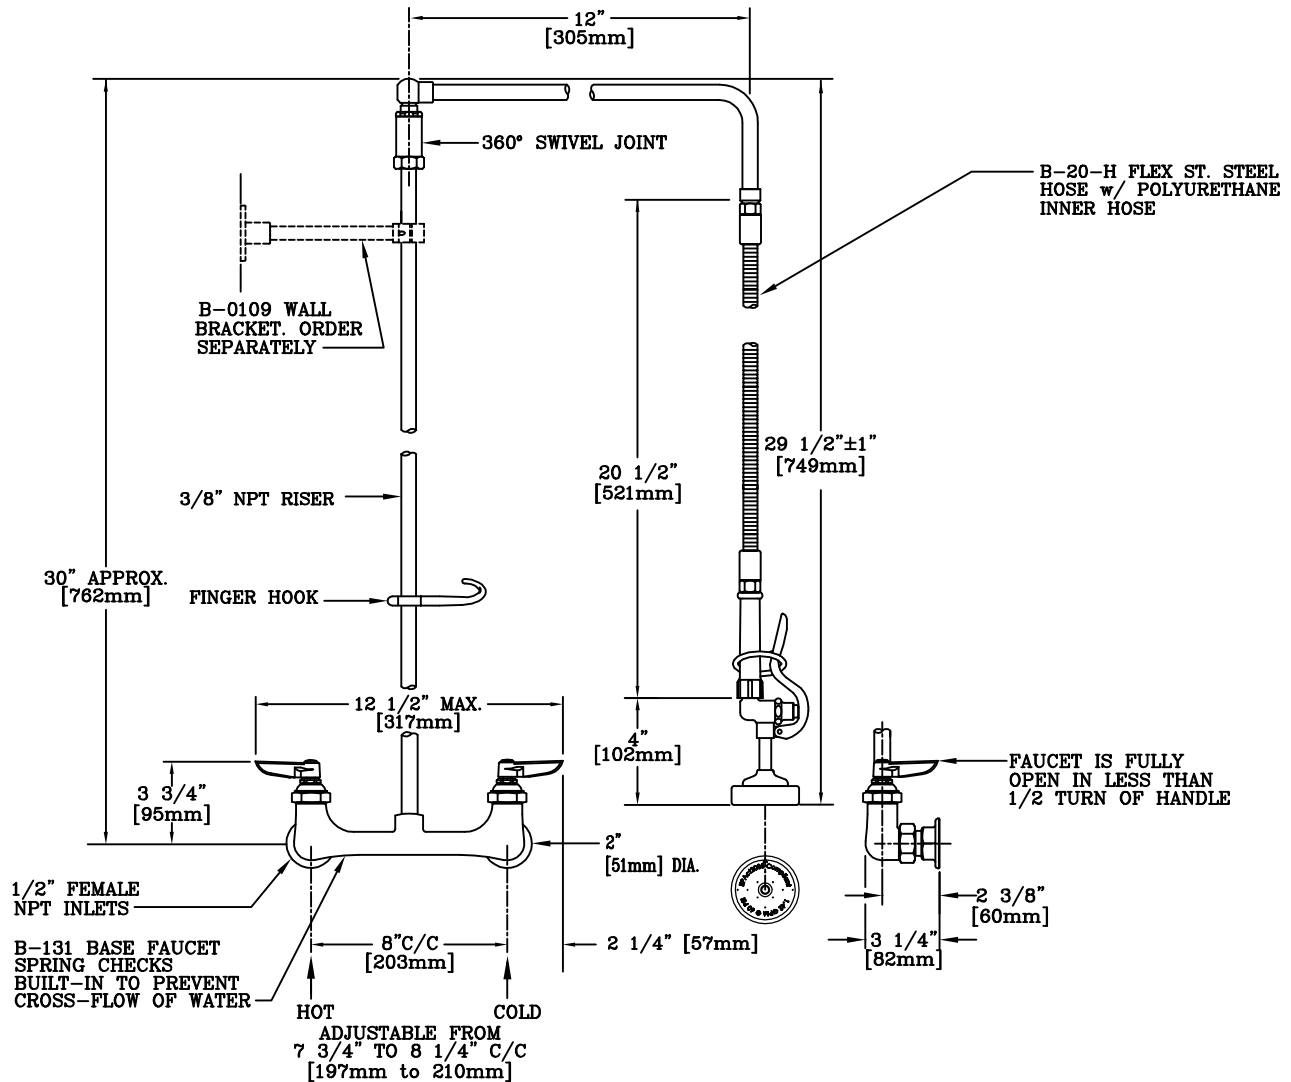 12"
[305mm]
360° SWIVEL JOINT
B-20-H FLEX ST. STEEL
HOSE w/ POLYURETHANE
INNER HOSE
B-0109 WALL
BRACKET. ORDER
SEPARATELY
29 1/2"±1"
[749mm]
20 1/2"
[521mm]
3/8" NPT RISER
30" APPROX.
[762mm]
FINGER HOOK
12 1/2" MAX.
[317mm]
4"
[102mm]
FAUCET IS FULLY
OPEN IN LESS THAN
1/2 TURN OF HANDLE
3 3/4"
[95mm]
2"
[51mm] DIA.
1/2" FEMALE
NPT INLETS
2 3/8"
[60mm]
B-131 BASE FAUCET
SPRING CHECKS
BUILT-IN TO PREVENT
CROSS-FLOW OF WATER
8"C/C
[203mm]
2 1/4" [57mm]
3 1/4"
[82mm]
HOT
COLD
ADJUSTABLE FROM
7 3/4" TO 8 1/4" C/C
[197mm to 210mm]